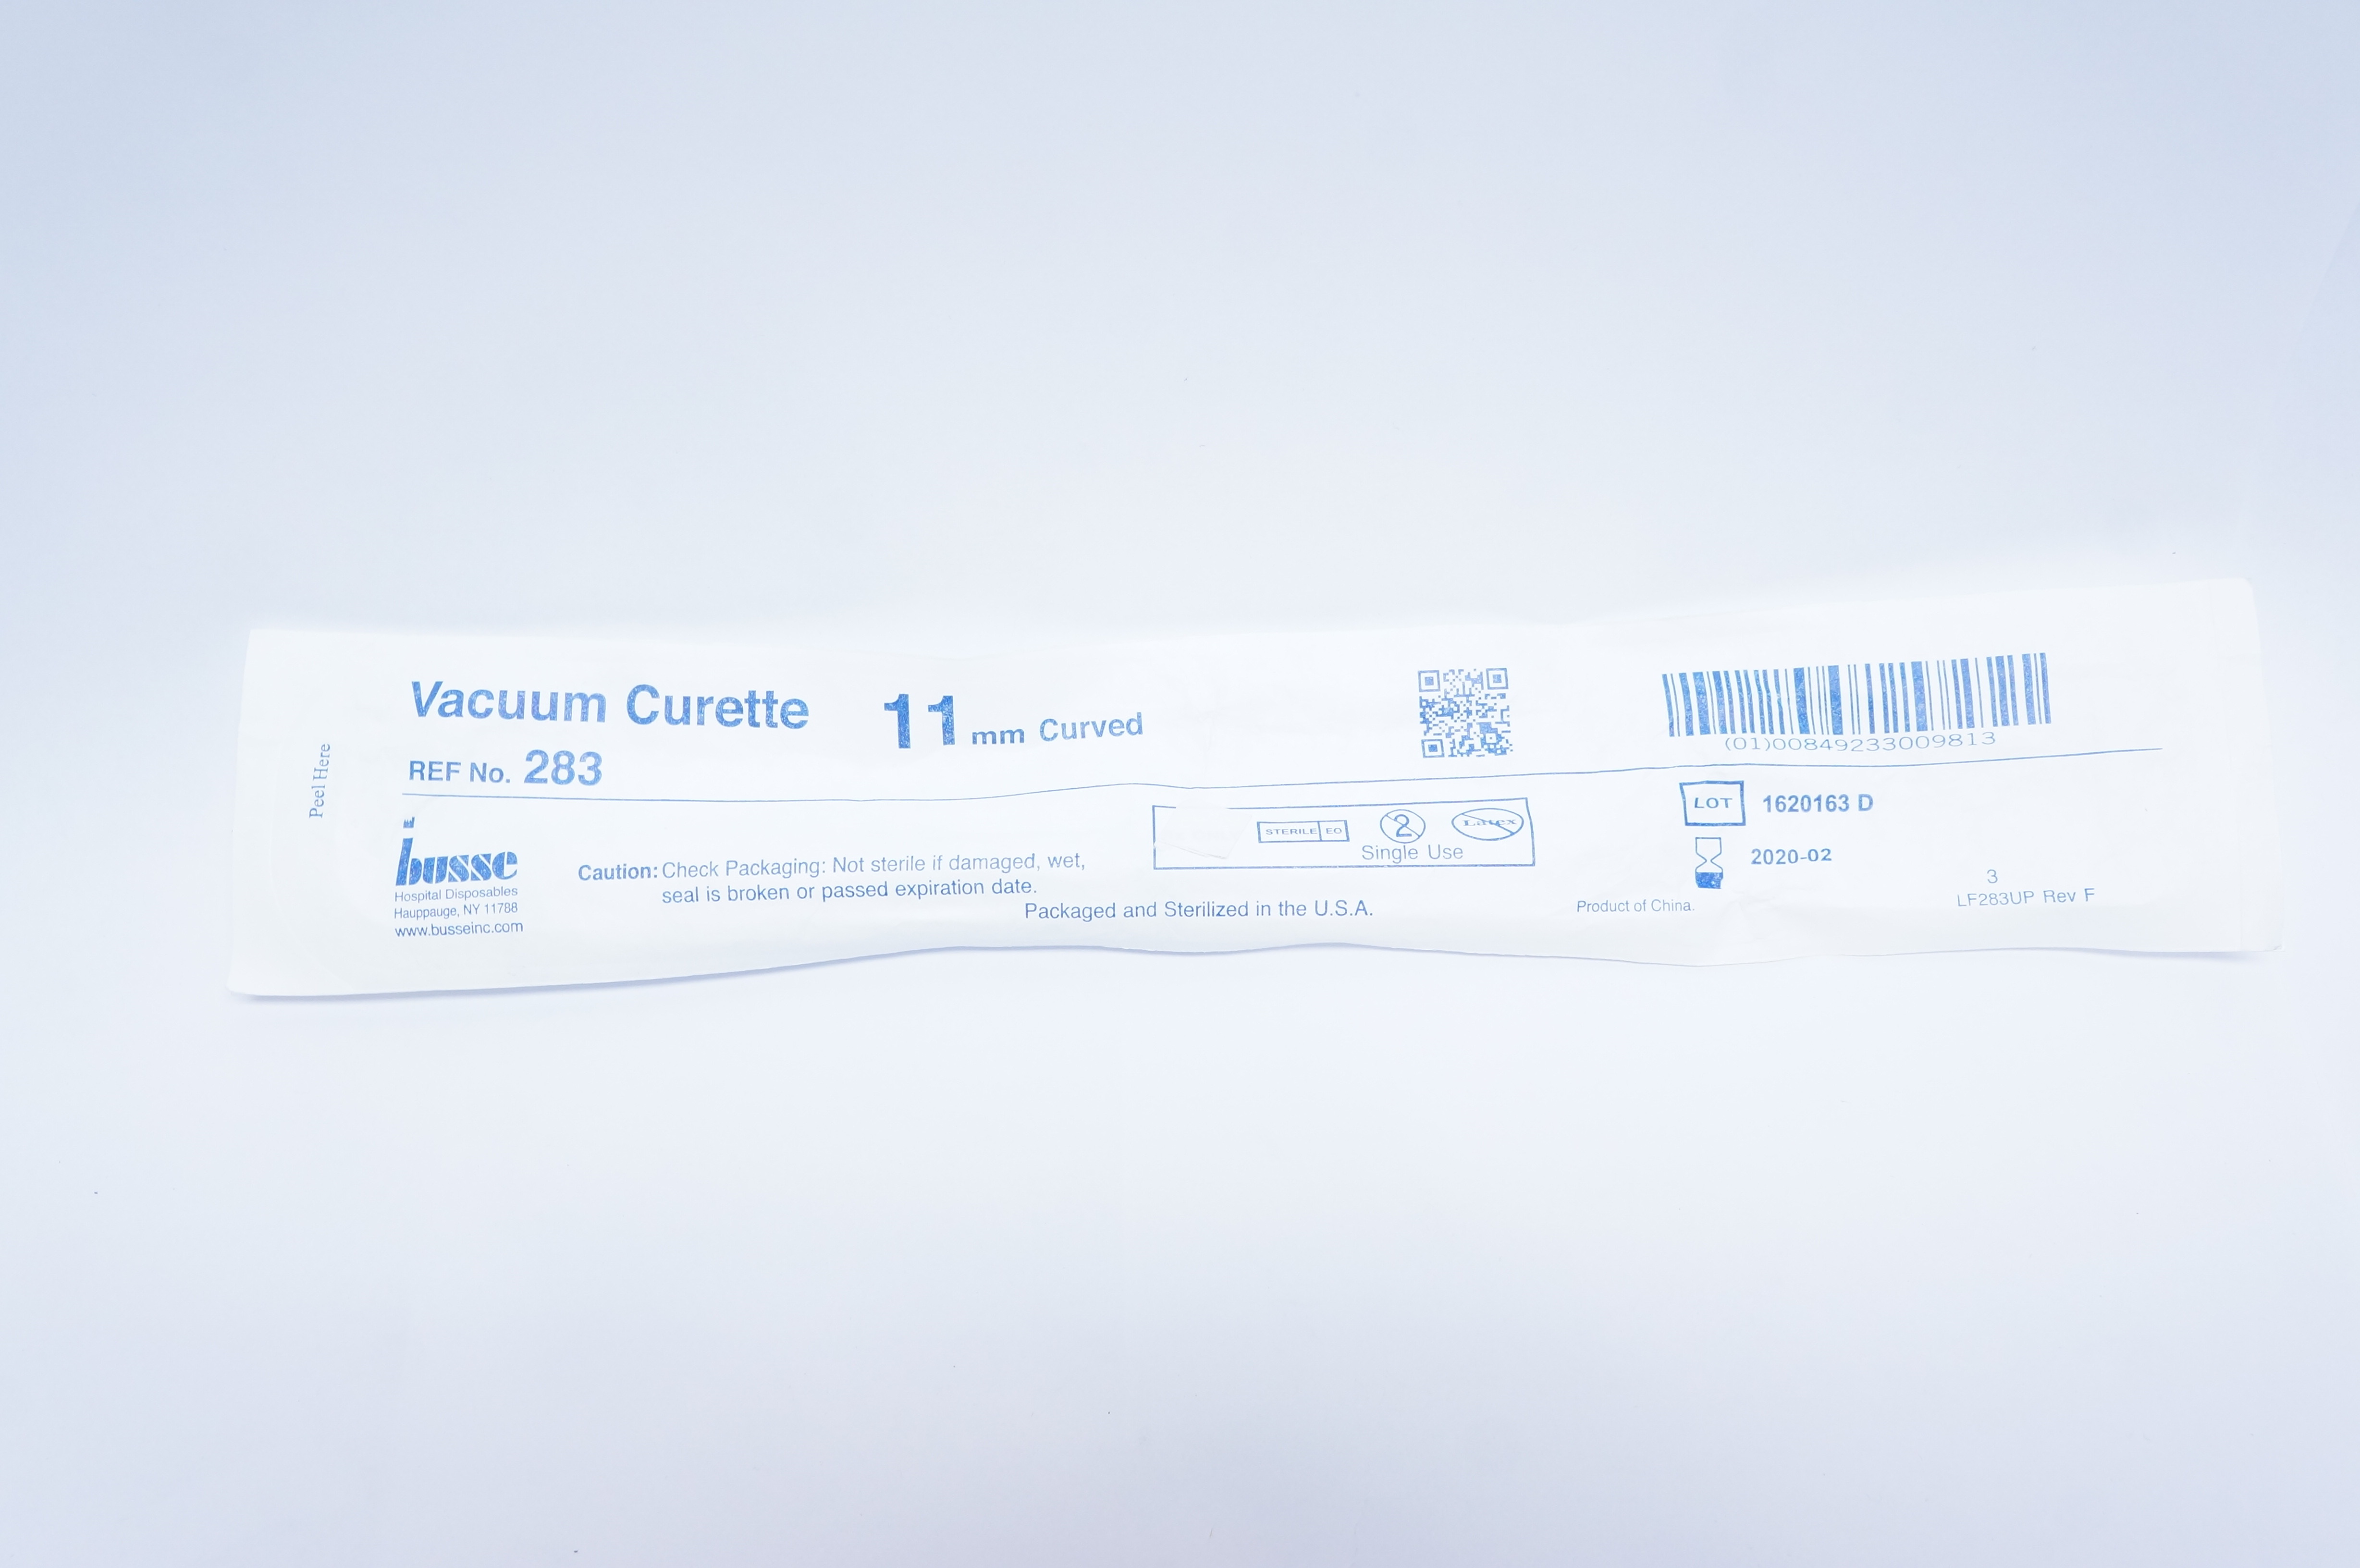 Peel Here
Vacuum Curette 11 mm Curved
REF No. 283
(01)00849233009813
busse
Hospital Disposables
Hauppauge, NY 11788
www.busseinc.com
Caution: Check Packaging: Not sterile if damaged, wet,
seal is broken or passed expiration date.
Packaged and Sterilized in the U.S.A.
STERILE EO
2
Latex
Single Use
LOT 1620163 D
2020-02
Product of China.
3
LF283UP Rev F